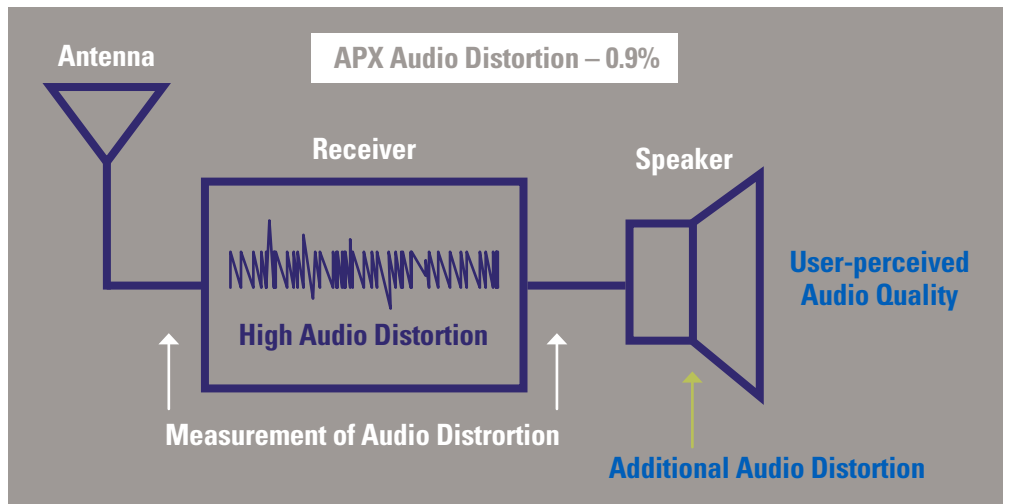 Antenna
APX Audio Distortion – 0.9%
Receiver
Speaker
User-perceived
Audio Quality
High Audio Distortion
Measurement of Audio Distrortion
Additional Audio Distortion